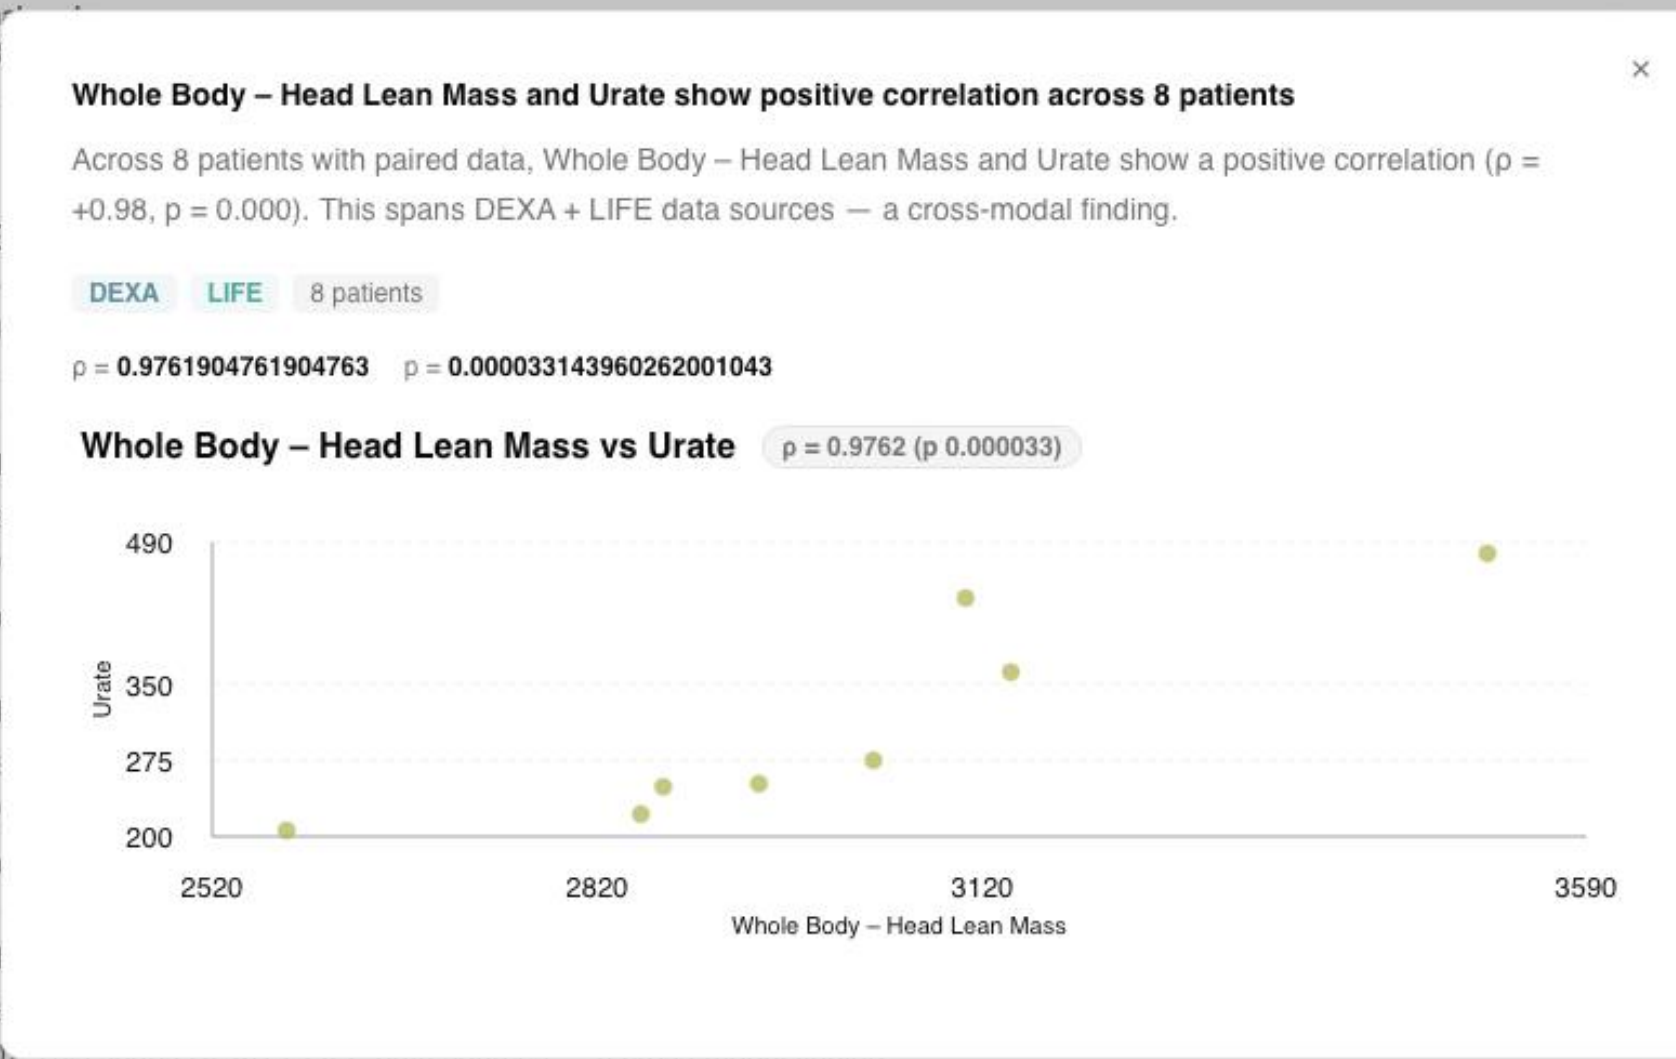 ×
Whole Body – Head Lean Mass and Urate show positive correlation across 8 patients
Across 8 patients with paired data, Whole Body – Head Lean Mass and Urate show a positive correlation (ρ =
+0.98, p = 0.000). This spans DEXA + LIFE data sources — a cross-modal finding.
DEXA LIFE 8 patients
ρ = 0.9761904761904763 p = 0.000033143960262001043
Whole Body – Head Lean Mass vs Urate ρ = 0.9762 (p 0.000033)
490
Urate
350
275
200
2520 2820 3120 3590
Whole Body – Head Lean Mass